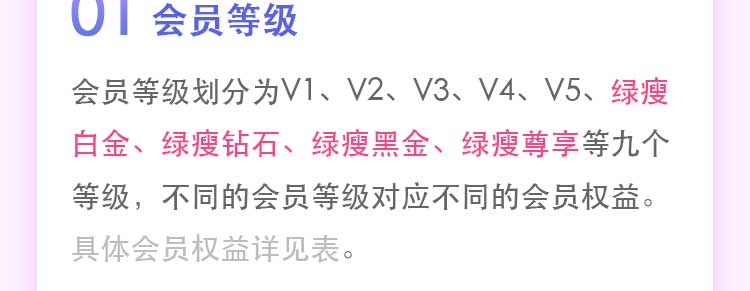 01 会员等级
会员等级划分为V1、V2、V3、V4、V5、绿瘦
白金、绿瘦钻石、绿瘦黑金、绿瘦尊享等九个
等级，不同的会员等级对应不同的会员权益。
具体会员权益详见表。